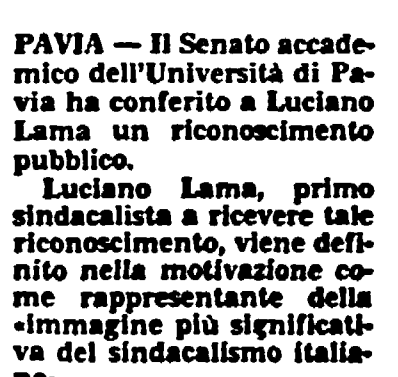 PAVIA — Il Senato accade-
mico dell'Università di Pa-
via ha conferito a Luciano
Lama un riconoscimento
pubblico.
Luciano Lama, primo
sindacalista a ricevere tale
riconoscimento, viene defi-
nito nella motivazione co-
me rappresentante della
«immagine più significati-
va del sindacalismo italia-